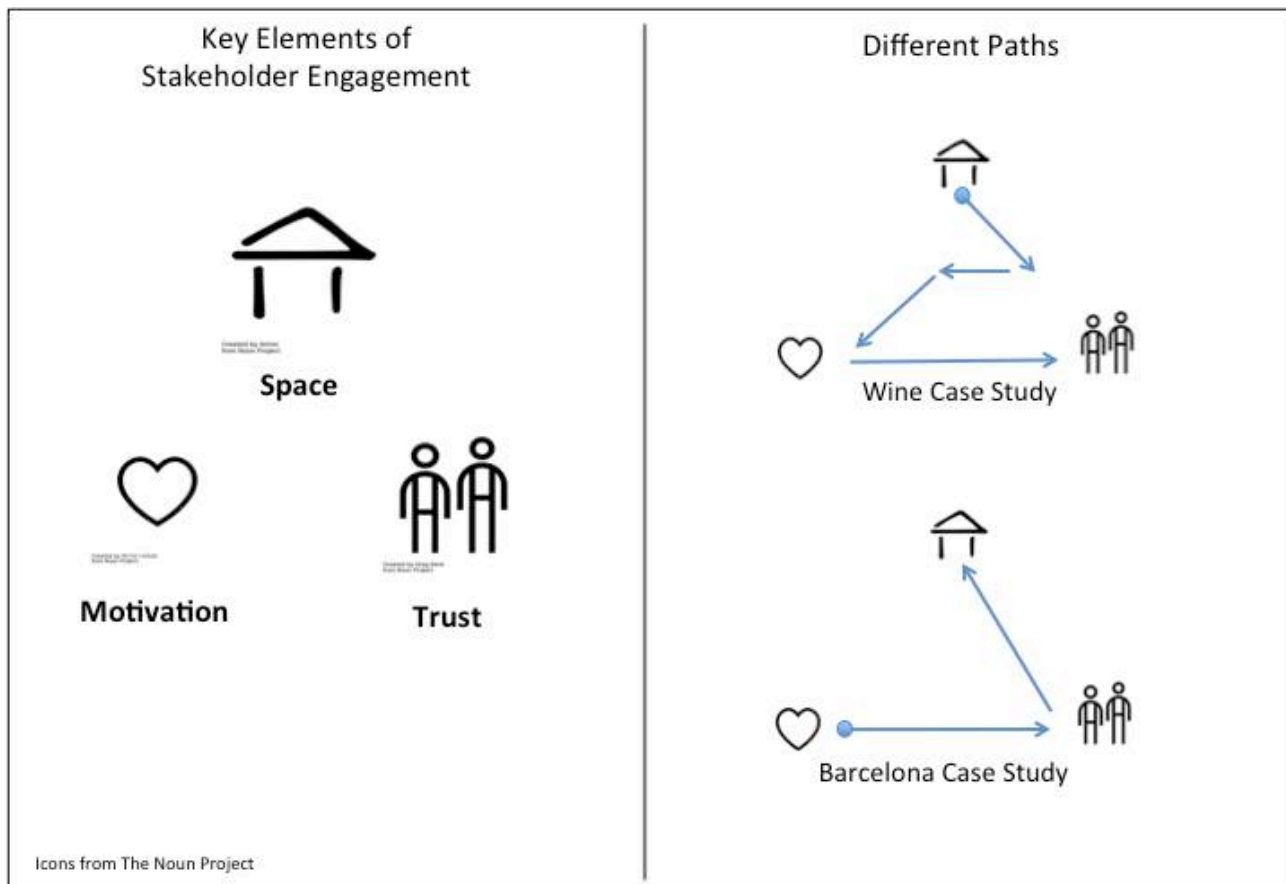 Key Elements of
Stakeholder Engagement
Space
Motivation
Trust
Icons from The Noun Project
Different Paths
Wine Case Study
Barcelona Case Study